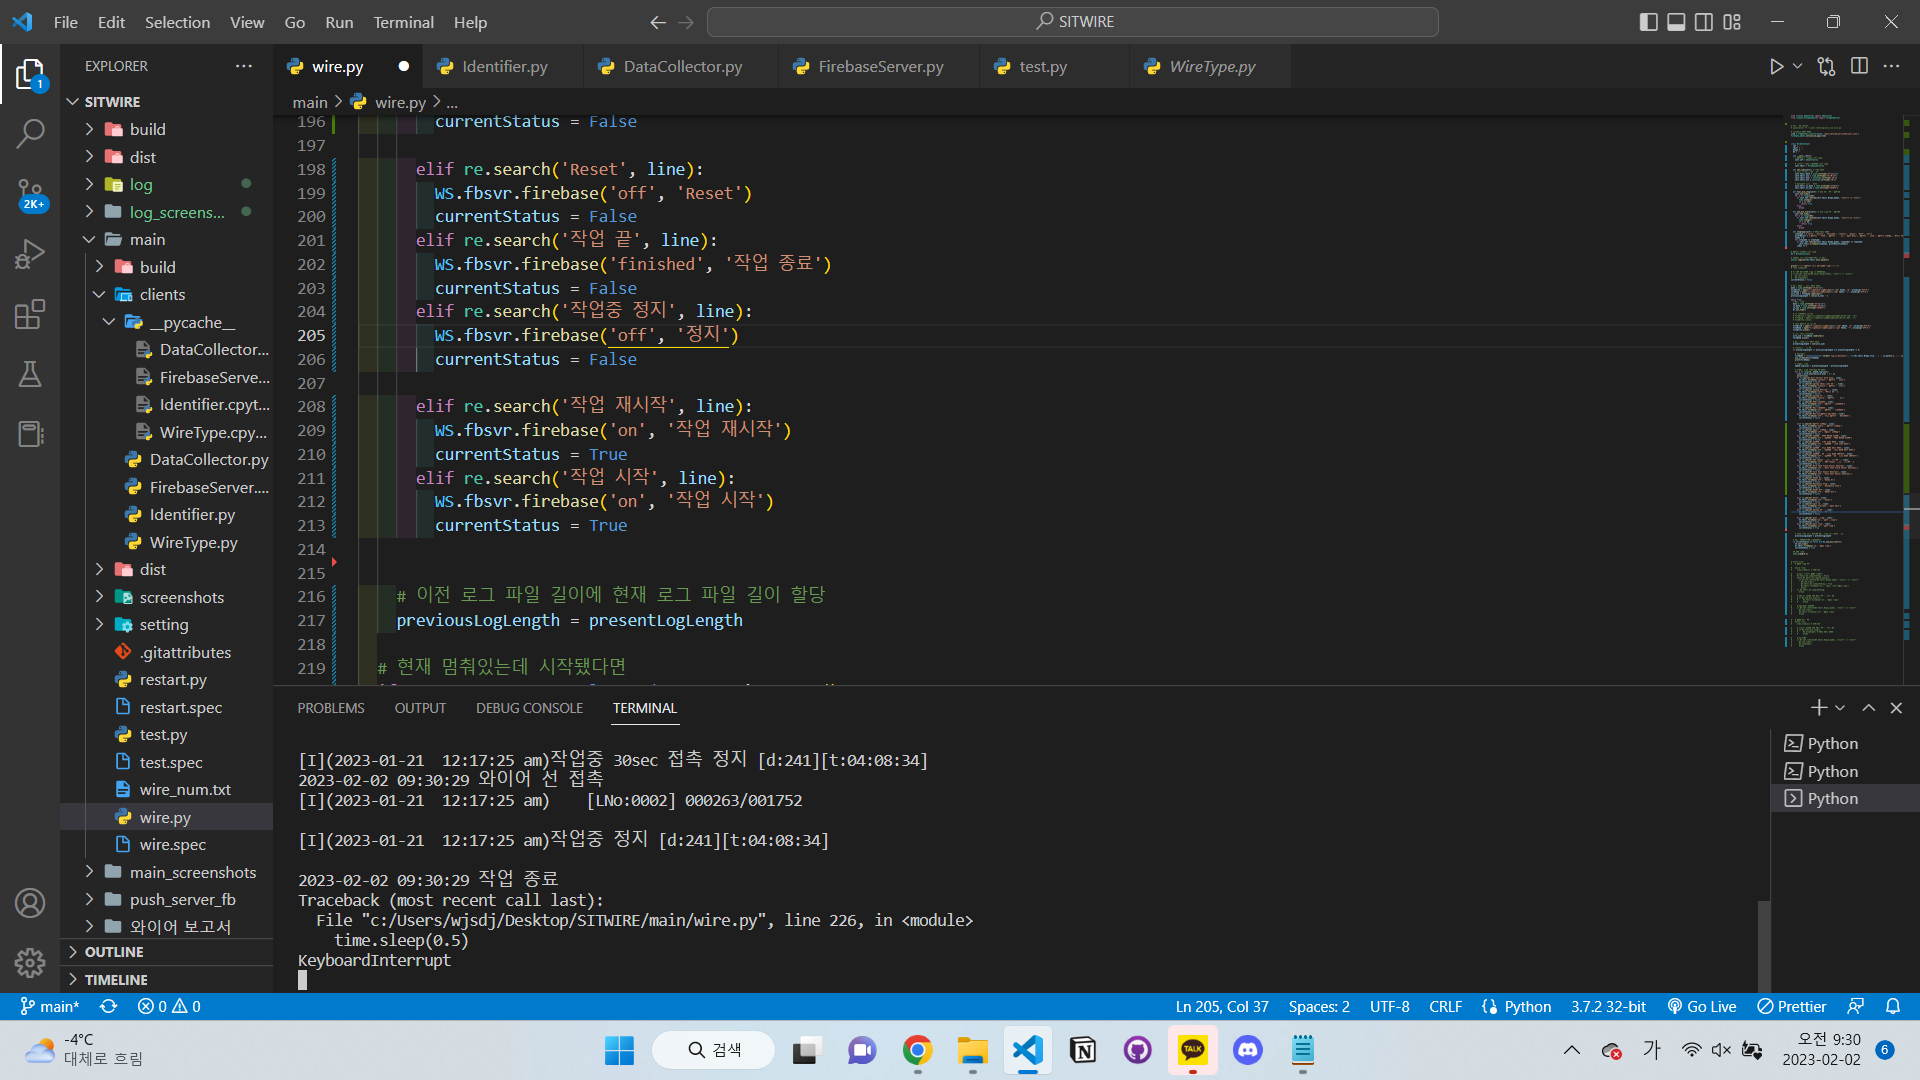 File Edit Selection View Go Run Terminal Help
SITWIRE
EXPLORER
SITWIRE
build
dist
log
log_screens...
main
build
clients
__pycache__
DataCollector...
FirebaseServe...
Identifier.cpyt...
WireType.cpy...
DataCollector.py
FirebaseServer....
Identifier.py
WireType.py
dist
screenshots
setting
.gitattributes
restart.py
restart.spec
test.py
test.spec
wire_num.txt
wire.py
wire.spec
main_screenshots
push_server_fb
와이어 보고서
OUTLINE
TIMELINE
1
2K+
wire.py Identifier.py DataCollector.py FirebaseServer.py test.py WireType.py
main > wire.py > ...
196 currentStatus = False
197
198 elif re.search('Reset', line):
199 WS.fbsvr.firebase('off', 'Reset')
200 currentStatus = False
201 elif re.search('작업 끝', line):
202 WS.fbsvr.firebase('finished', '작업 종료')
203 currentStatus = False
204 elif re.search('작업중 정지', line):
205 WS.fbsvr.firebase('off', '정지')
206 currentStatus = False
207
208 elif re.search('작업 재시작', line):
209 WS.fbsvr.firebase('on', '작업 재시작')
210 currentStatus = True
211 elif re.search('작업 시작', line):
212 WS.fbsvr.firebase('on', '작업 시작')
213 currentStatus = True
214
215
216 # 이전 로그 파일 길이에 현재 로그 파일 길이 할당
217 previousLogLength = presentLogLength
218
219 # 현재 멈춰있는데 시작됐다면
PROBLEMS OUTPUT DEBUG CONSOLE TERMINAL
[I](2023-01-21  12:17:25 am)작업중 30sec 접촉 정지 [d:241][t:04:08:34]
2023-02-02 09:30:29 와이어 선 접촉
[I](2023-01-21  12:17:25 am)    [LNo:0002] 000263/001752
[I](2023-01-21  12:17:25 am)작업중 정지 [d:241][t:04:08:34]
2023-02-02 09:30:29 작업 종료
Traceback (most recent call last):
File "c:/Users/wjsdj/Desktop/SITWIRE/main/wire.py", line 226, in <module>
time.sleep(0.5)
KeyboardInterrupt
Python
Python
Python
main* 0 0 Ln 205, Col 37 Spaces: 2 UTF-8 CRLF Python 3.7.2 32-bit Go Live Prettier
-4°C
대체로 흐림
검색
TALK
가
오전 9:30
2023-02-02
6